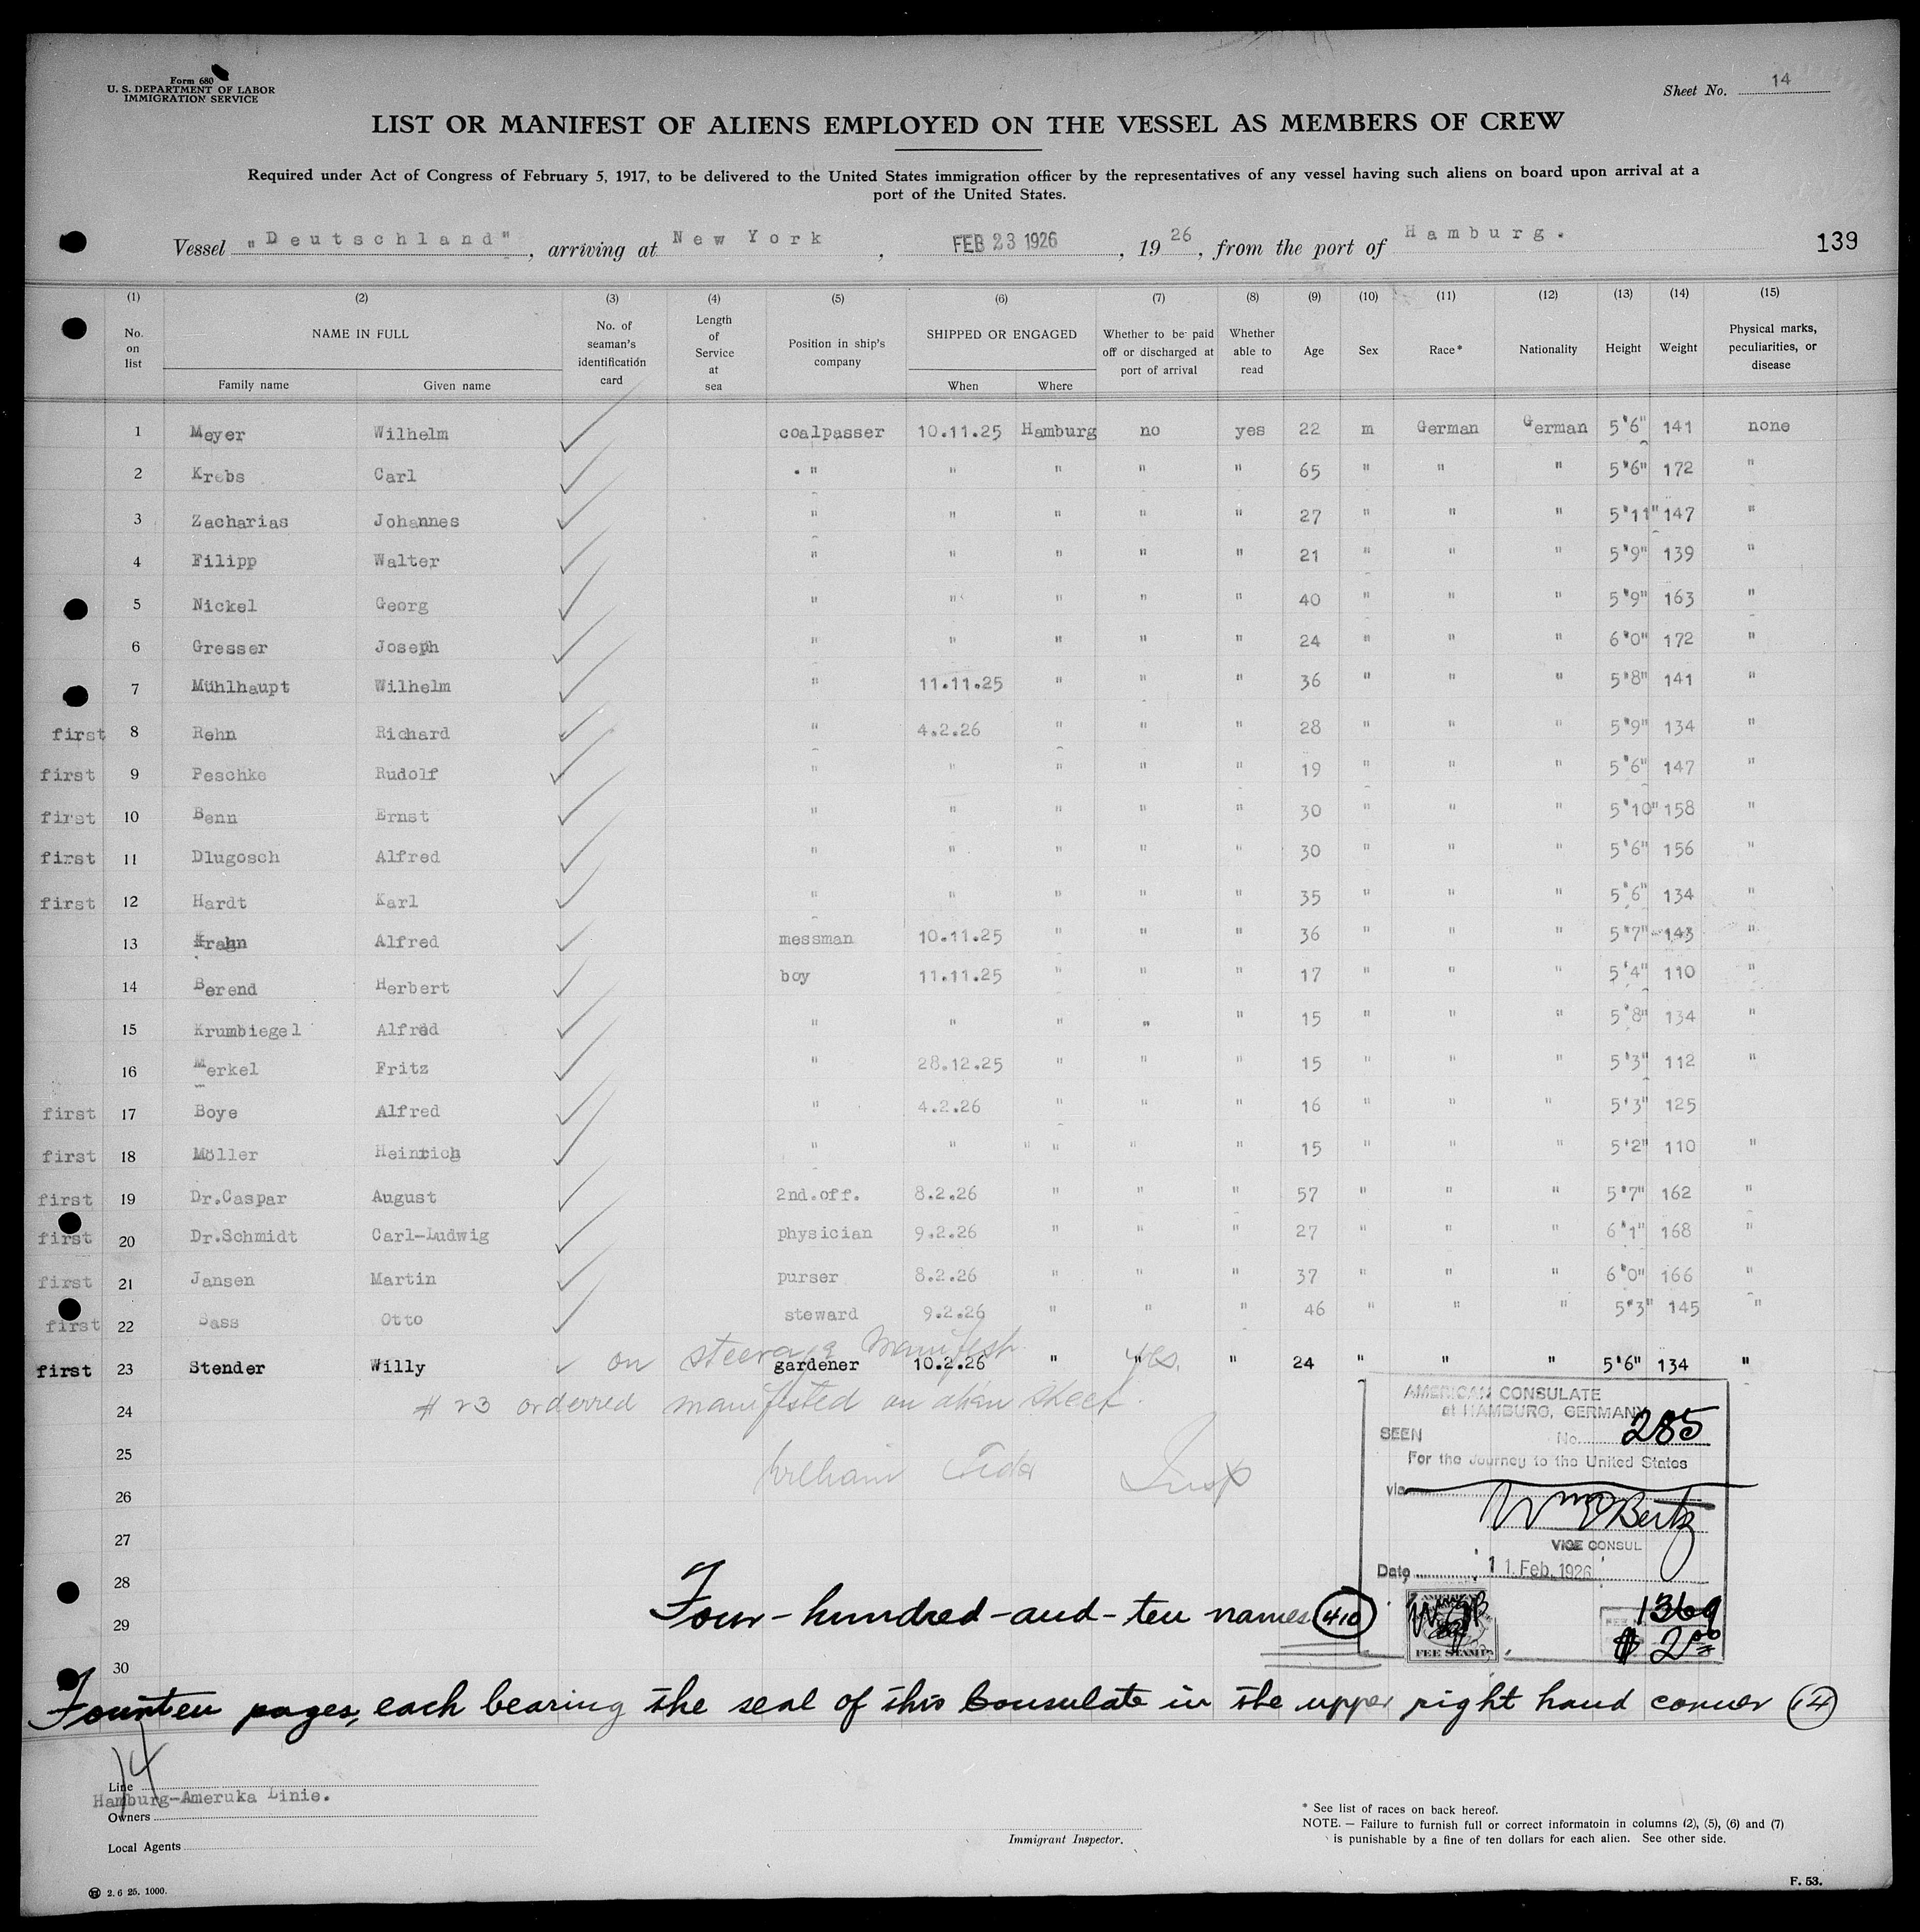 Form 680
U. S. DEPARTMENT OF LABOR
IMMIGRATION SERVICE
Sheet No. 14
LIST OR MANIFEST OF ALIENS EMPLOYED ON THE VESSEL AS MEMBERS OF CREW
Required under Act of Congress of February 5, 1917, to be delivered to the United States immigration officer by the representatives of any vessel having such aliens on board upon arrival at a
port of the United States.
Vessel "Deutschland", arriving at New York, FEB 23 1926, 1926, from the port of Hamburg. 139
(1) (2) (3) (4) (5) (6) (7) (8) (9) (10) (11) (12) (13) (14) (15)
No. on list NAME IN FULL No. of seaman's identification card Length of Service at sea Position in ship's company SHIPPED OR ENGAGED Whether to be paid off or discharged at port of arrival Whether able to read Age Sex Race* Nationality Height Weight Physical marks, peculiarities, or disease
Family name Given name When Where
1 Meyer Wilhelm coalpasser 10.11.25 Hamburg no yes 22 m German German 5'6" 141 none
2 Krebs Carl " " " " " 65 " " " 5'6" 172 "
3 Zacharias Johannes " " " " " 27 " " " 5'11" 147 "
4 Filipp Walter " " " " " 21 " " " 5'9" 139 "
5 Nickel Georg " " " " " 40 " " " 5'9" 163 "
6 Gresser Joseph " " " " " 24 " " " 6'0" 172 "
7 Mühlhaupt Wilhelm " 11.11.25 " " " 36 " " " 5'8" 141 "
first 8 Rehn Richard " 4.2.26 " " " 28 " " " 5'9" 134 "
first 9 Peschke Rudolf " " " " " 19 " " " 5'6" 147 "
first 10 Benn Ernst " " " " " 30 " " " 5'10" 158 "
first 11 Dlugosch Alfred " " " " " 30 " " " 5'6" 156 "
first 12 Hardt Karl " " " " " 35 " " " 5'6" 134 "
13 Krahn Alfred messman 10.11.25 " " " 36 " " " 5'7" 143 "
14 Berend Herbert boy 11.11.25 " " " 17 " " " 5'4" 110 "
15 Krumbiegel Alfred " " " " " 15 " " " 5'8" 134 "
16 Merkel Fritz " 28.12.25 " " " 15 " " " 5'3" 112 "
first 17 Boye Alfred " 4.2.26 " " " 16 " " " 5'3" 125
first 18 Möller Heinrich " " " " " " 15 " " " 5'2" 110 "
first 19 Dr.Caspar August 2nd.off. 8.2.26 " " " 57 " " " 5'7" 162 "
first 20 Dr.Schmidt Carl-Ludwig physician 9.2.26 " " " 27 " " " 6'1" 168 "
first 21 Jansen Martin purser 8.2.26 " " " 37 " " " 6'0" 166 "
first 22 Sass Otto steward 9.2.26 " " " 46 " " " 5'3" 145 "
on steerage manifest
first 23 Stender Willy gardener 10.2.26 " " yes. " 24 " " " 5'6" 134 "
24 # 23 orderred manifested on alien sheet.
AMERICAN CONSULATE
at HAMBURG, GERMANY
SEEN No. 285
25
For the Journey to the United States
Insp
26
via
27
VICE CONSUL
28
Date 11.Feb.1926
29 Four-hundred-and-ten names 410
1369
FEE STAMP
$ 2.00
30
Fourteen pages, each bearing the seal of this Consulate in the upper right hand corner 14
14
Line
Hamburg-Ameruka Linie.
Owners
Local Agents
Immigrant Inspector.
* See list of races on back hereof.
NOTE. — Failure to furnish full or correct informatoin in columns (2), (5), (6) and (7)
is punishable by a fine of ten dollars for each alien. See other side.
2. 6 25. 1000.
F. 53.